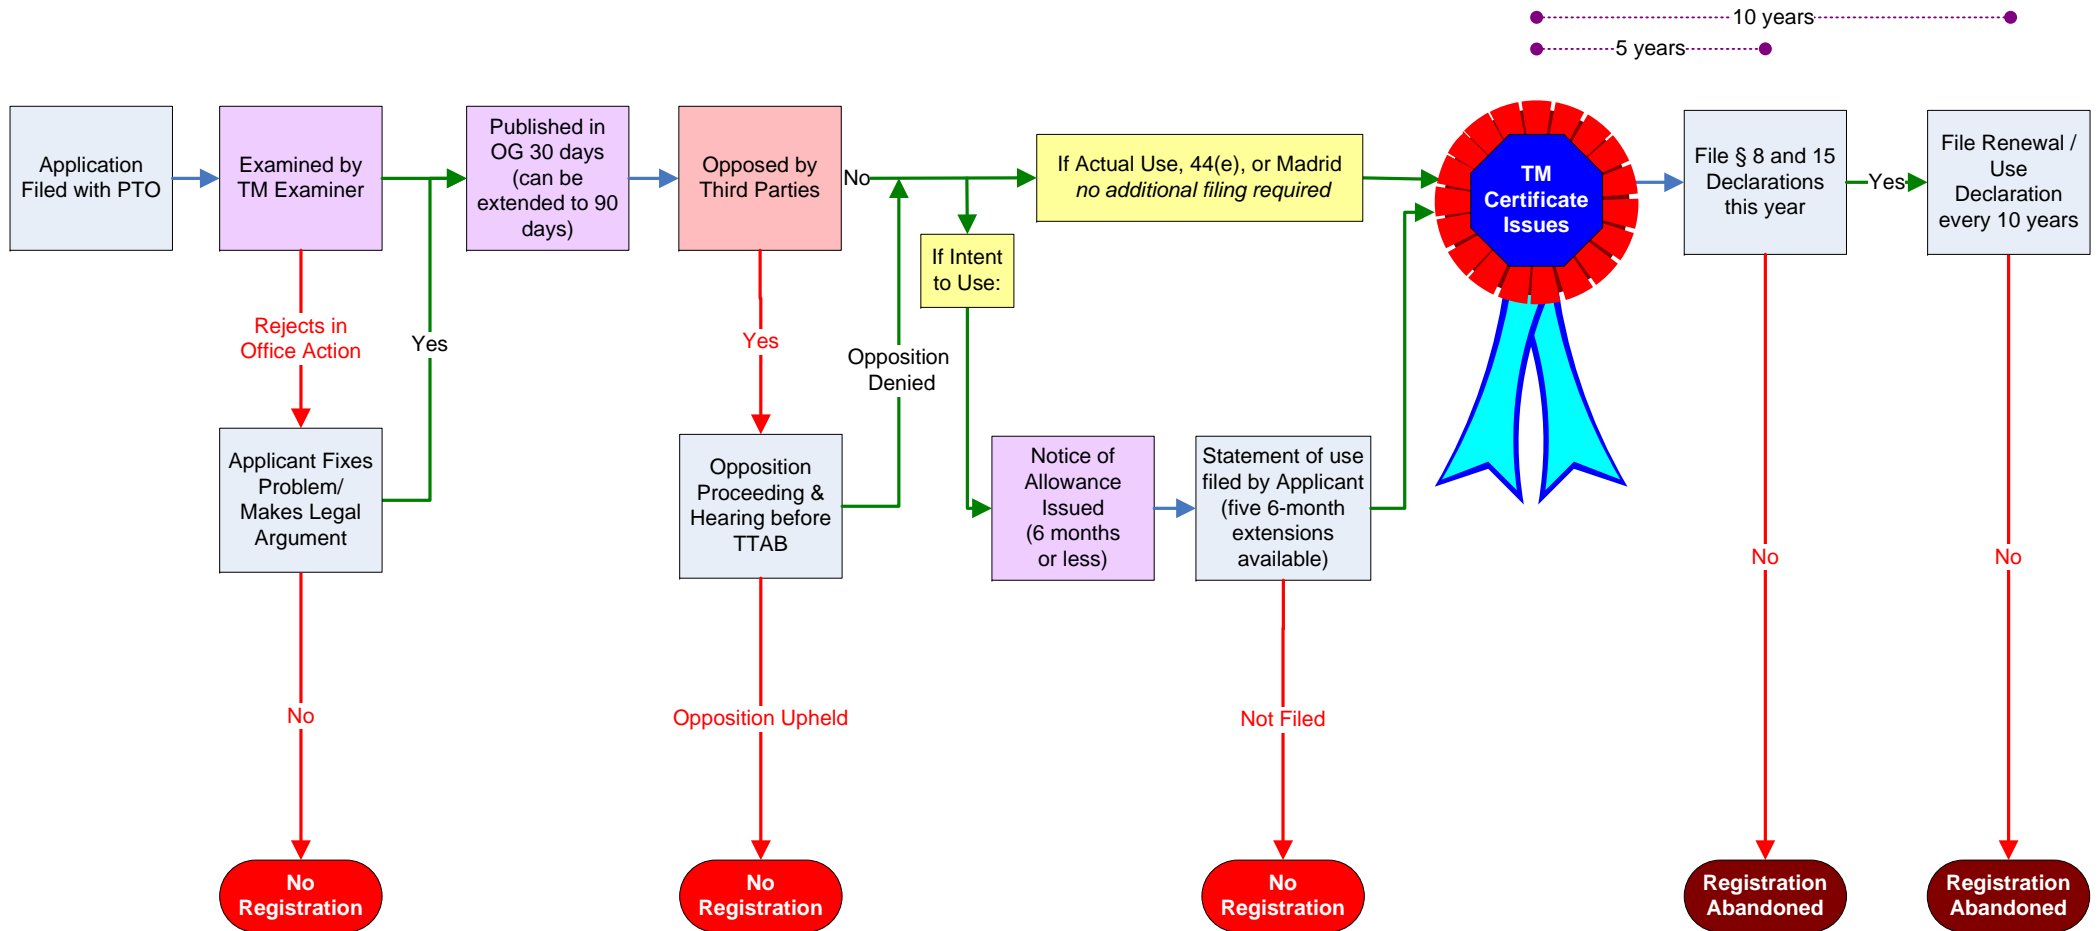 10 years
5 years
Application
Filed with PTO
Examined by
TM Examiner
Published in
OG 30 days
(can be
extended to 90
days)
Opposed by
Third Parties
No
If Actual Use, 44(e), or Madrid
no additional filing required
If Intent
to Use:
TM
Certificate
Issues
File § 8 and 15
Declarations
this year
Yes
File Renewal /
Use
Declaration
every 10 years
Rejects in
Office Action
Yes
Yes
Opposition
Denied
Applicant Fixes
Problem/
Makes Legal
Argument
Opposition
Proceeding &
Hearing before
TTAB
Notice of
Allowance
Issued
(6 months
or less)
Statement of use
filed by Applicant
(five 6-month
extensions
available)
No
No
No
Opposition Upheld
Not Filed
No
Registration
No
Registration
No
Registration
Registration
Abandoned
Registration
Abandoned